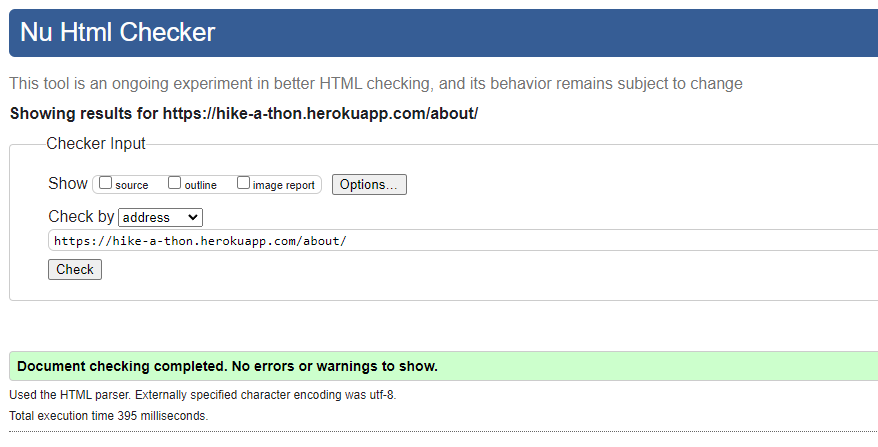 Nu Html Checker
This tool is an ongoing experiment in better HTML checking, and its behavior remains subject to change
Showing results for https://hike-a-thon.herokuapp.com/about/
Checker Input
Show source outline image report Options...
Check by address
https://hike-a-thon.herokuapp.com/about/
Check
Document checking completed. No errors or warnings to show.
Used the HTML parser. Externally specified character encoding was utf-8.
Total execution time 395 milliseconds.